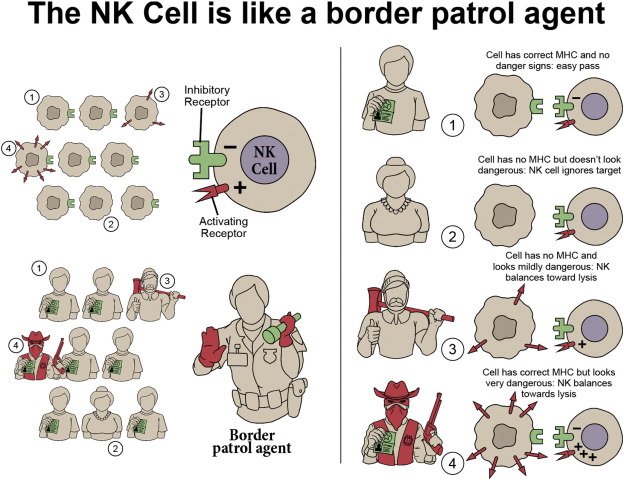 The NK Cell is like a border patrol agent
1
3
4
2
Inhibitory
Receptor
−
NK
Cell
+
Activating
Receptor
1
3
4
2
Border
patrol agent
Cell has correct MHC and no
danger signs: easy pass
−
1
Cell has no MHC but doesn't look
dangerous: NK cell ignores target
2
Cell has no MHC and
looks mildly dangerous: NK
balances toward lysis
+
3
Cell has correct MHC but looks
very dangerous: NK balances
towards lysis
−
+
+
+
+
4